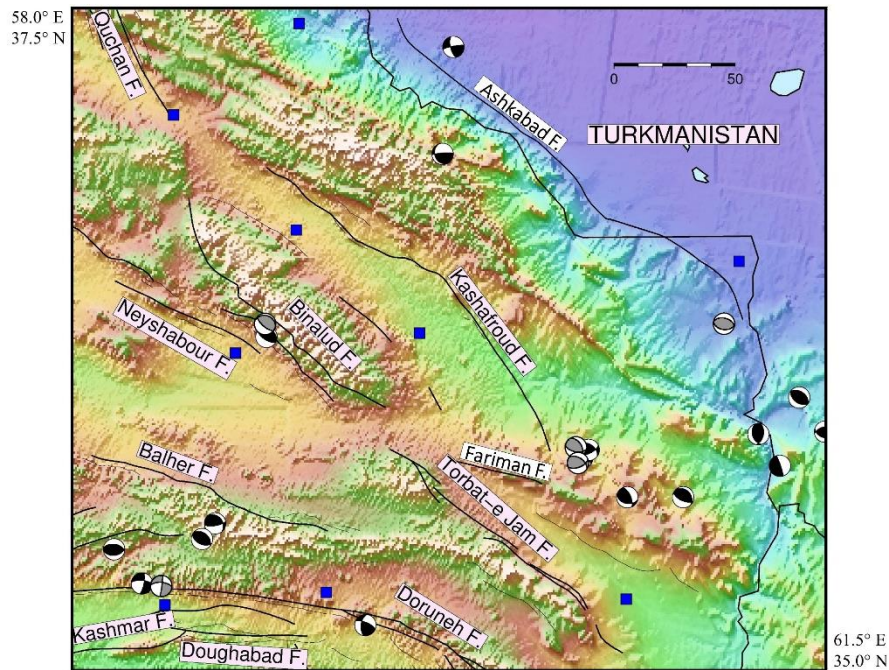 58.0° E
37.5° N
Quchan F.
Ashkabad F.
0
50
TURKMANISTAN
Kashafroud F.
Binalud F.
Neyshabour F.
Balher F.
Fariman F.
Torbat-e Jam F.
Doruneh F.
Kashmar F.
Doughabad F.
61.5° E
35.0° N